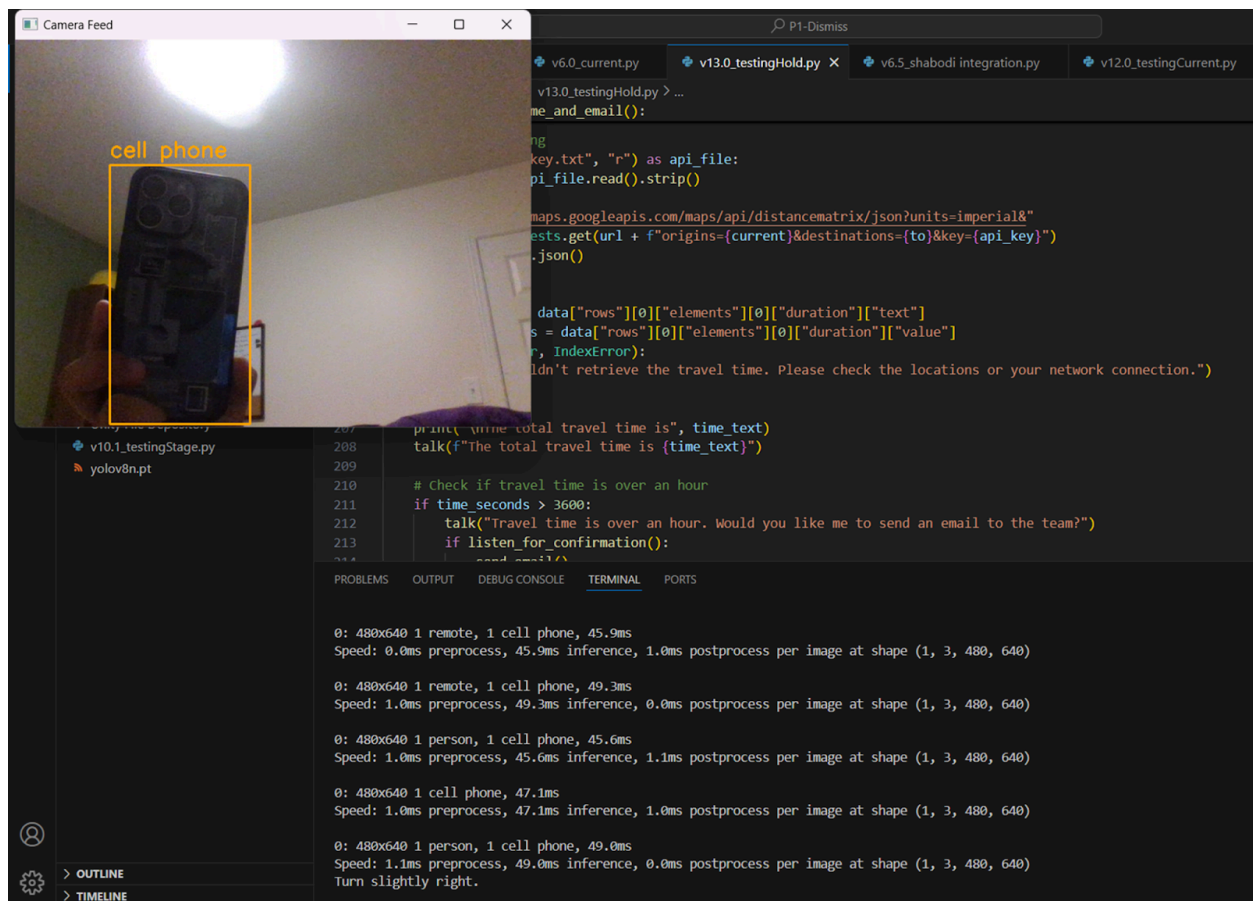 Camera Feed
P1-Dismiss
v6.0_current.py
v13.0_testingHold.py
v6.5_shabodi integration.py
v12.0_testingCurrent.py
v13.0_testingHold.py > ...
me_and_email():
cell phone
ng
key.txt", "r") as api_file:
pi_file.read().strip()
maps.googleapis.com/maps/api/distancematrix/json?units=imperial&"
ests.get(url + f"origins={current}&destinations={to}&key={api_key}")
.json()
data["rows"][0]["elements"][0]["duration"]["text"]
s = data["rows"][0]["elements"][0]["duration"]["value"]
r, IndexError):
ldn't retrieve the travel time. Please check the locations or your network connection.")
v10.1_testingStage.py
yolov8n.pt
207 print("\nThe total travel time is", time_text)
208 talk(f"The total travel time is {time_text}")
209
210 # Check if travel time is over an hour
211 if time_seconds > 3600:
212 talk("Travel time is over an hour. Would you like me to send an email to the team?")
213 if listen_for_confirmation():
214 send_email()
PROBLEMS OUTPUT DEBUG CONSOLE TERMINAL PORTS
0: 480x640 1 remote, 1 cell phone, 45.9ms
Speed: 0.0ms preprocess, 45.9ms inference, 1.0ms postprocess per image at shape (1, 3, 480, 640)
0: 480x640 1 remote, 1 cell phone, 49.3ms
Speed: 1.0ms preprocess, 49.3ms inference, 0.0ms postprocess per image at shape (1, 3, 480, 640)
0: 480x640 1 person, 1 cell phone, 45.6ms
Speed: 1.0ms preprocess, 45.6ms inference, 1.1ms postprocess per image at shape (1, 3, 480, 640)
0: 480x640 1 cell phone, 47.1ms
Speed: 1.0ms preprocess, 47.1ms inference, 1.0ms postprocess per image at shape (1, 3, 480, 640)
0: 480x640 1 person, 1 cell phone, 49.0ms
Speed: 1.1ms preprocess, 49.0ms inference, 0.0ms postprocess per image at shape (1, 3, 480, 640)
Turn slightly right.
> OUTLINE
> TIMELINE